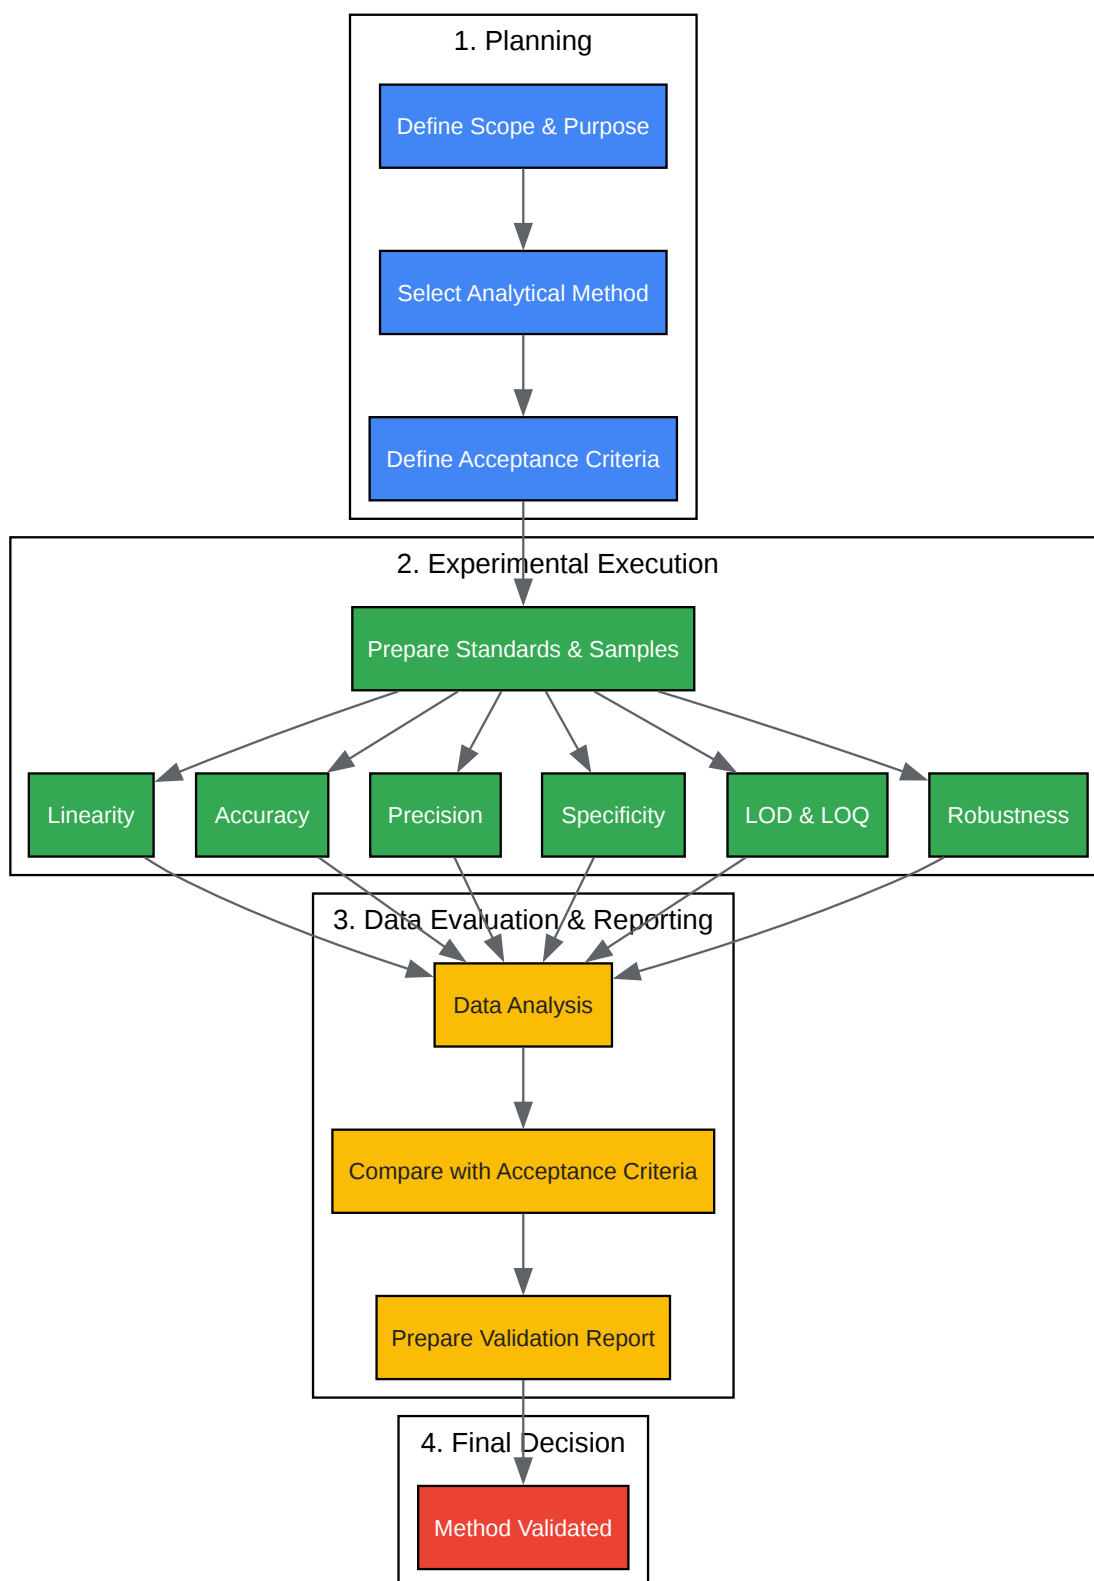 1. Planning
Define Scope & Purpose
Select Analytical Method
Define Acceptance Criteria
2. Experimental Execution
Prepare Standards & Samples
Linearity
Accuracy
Precision
Specificity
LOD & LOQ
Robustness
3. Data Evaluation & Reporting
Data Analysis
Compare with Acceptance Criteria
Prepare Validation Report
4. Final Decision
Method Validated